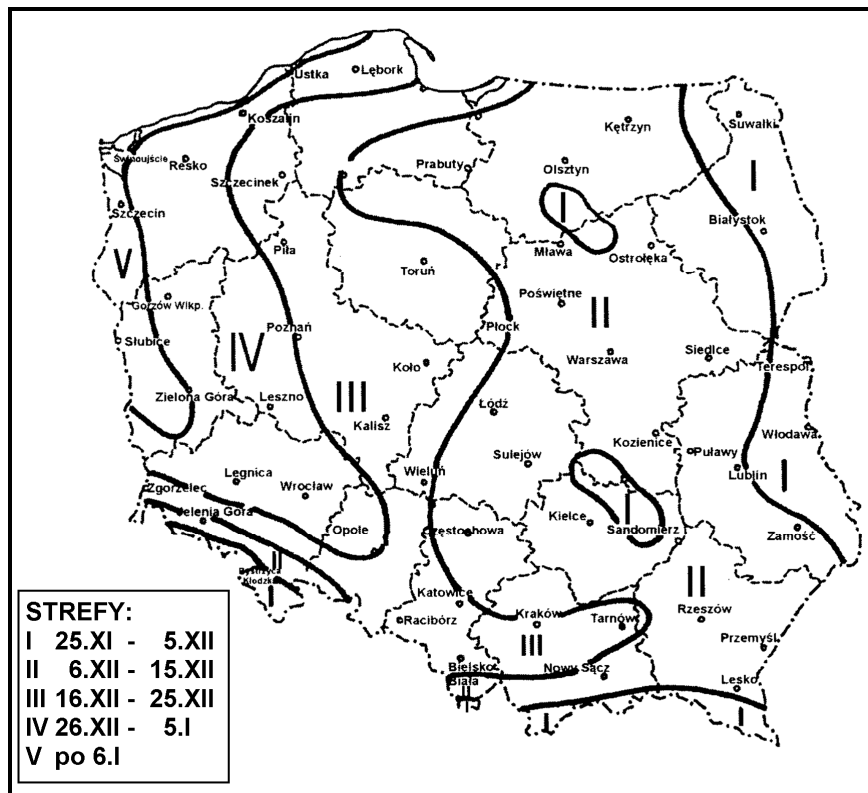 Ustka
Lębork
Koszalin
Kętrzyn
Suwałki
Świnoujście
Resko
Prabuty
Olsztyn
Szczecinek
I
I
Szczecin
Białystok
Piła
Mława
Ostrołęka
V
Toruń
Gorzów Wlkp.
Poświętne
II
Słubice
Poznań
Płock
IV
Warszawa
Siedlce
Koło
Terespol
Zielona Góra
Leszno
III
Łódź
Kalisz
Kozienice
Włodawa
Sulejów
Puławy
Wieluń
Lublin
Legnica
Zgorzelec
Wrocław
I
Jelenia Góra
I
Opole
Częstochowa
Kielce
Sandomierz
Zamość
II
Bystrzyca
Kłodzka
I
II
Katowice
Racibórz
Kraków
Tarnów
Rzeszów
III
Przemyśl
Bielsko
Biała
Nowy Sącz
Lesko
II
I
I
I
STREFY:
I 25.XI - 5.XII
II 6.XII - 15.XII
III 16.XII - 25.XII
IV 26.XII - 5.I
V po 6.I